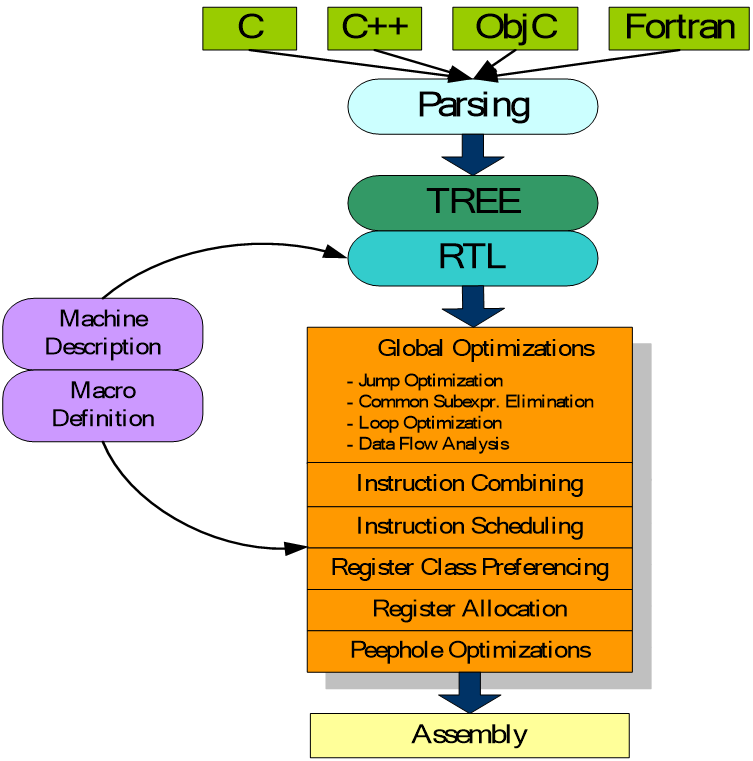 C
C++
ObjC
Fortran
Parsing
TREE
RTL
Machine
Description
Macro
Definition
Global Optimizations
- Jump Optimization
- Common Subexpr. Elimination
- Loop Optimization
- Data Flow Analysis
Instruction Combining
Instruction Scheduling
Register Class Preferencing
Register Allocation
Peephole Optimizations
Assembly